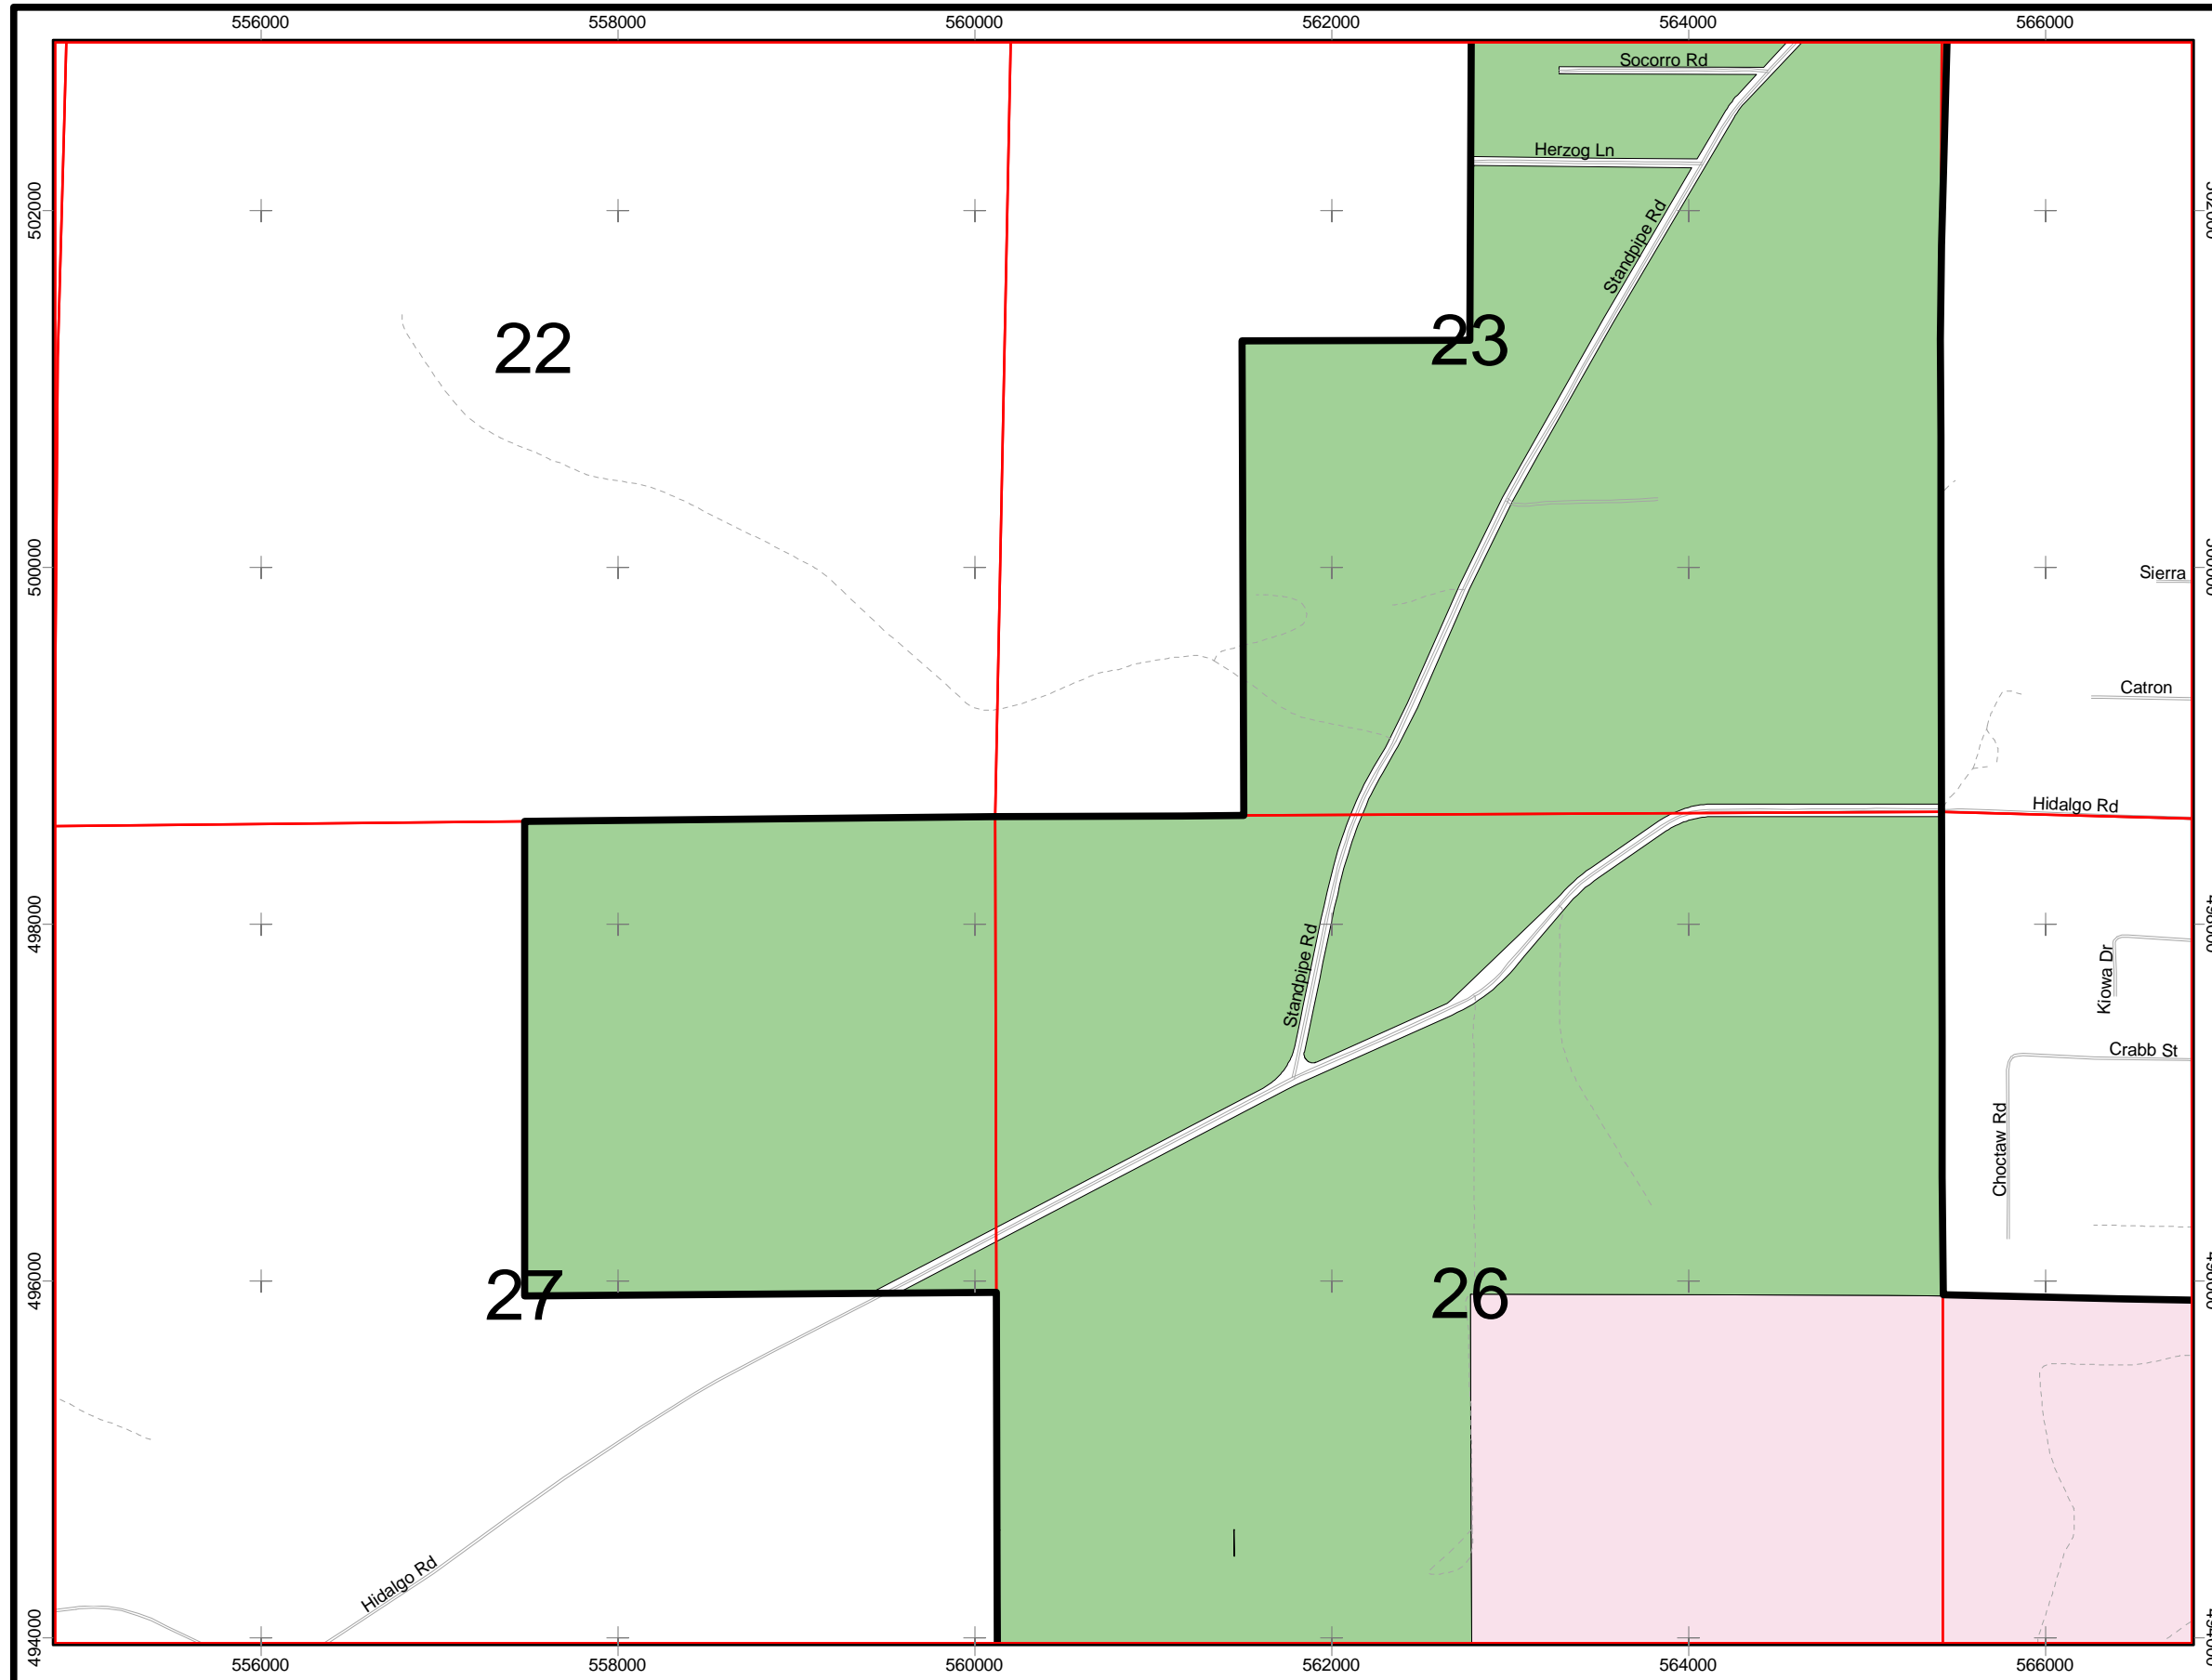 556000 558000 560000 562000 564000 566000
Socorro Rd
Herzog Ln
502000
Standpipe Rd
22
23
500000
Sierra
Catron
Hidalgo Rd
498000
Standpipe Rd
Kiowa Dr
Crabb St
Choctaw Rd
496000
27
26
Hidalgo Rd
494000
556000 558000 560000 562000 564000 566000